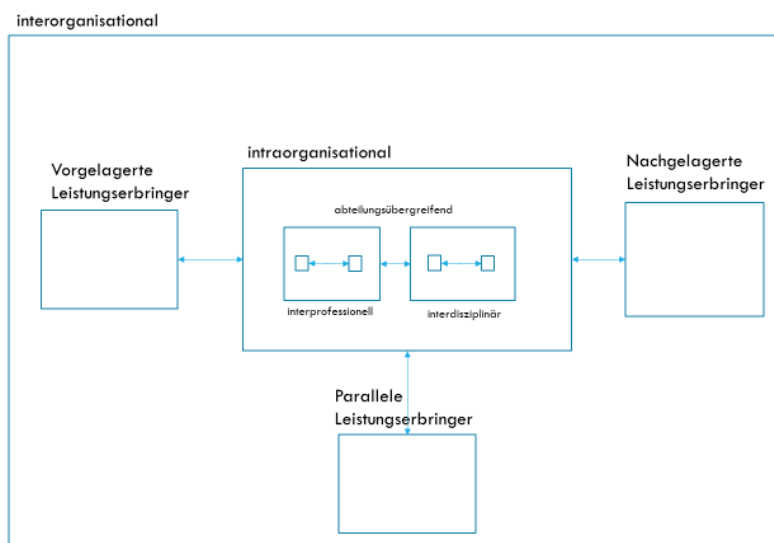 interorganisational
Vorgelagerte
Leistungserbringer
intraorganisational
Nachgelagerte
Leistungserbringer
abteilungsübergreifend
interprofessionell
interdisziplinär
Parallele
Leistungserbringer